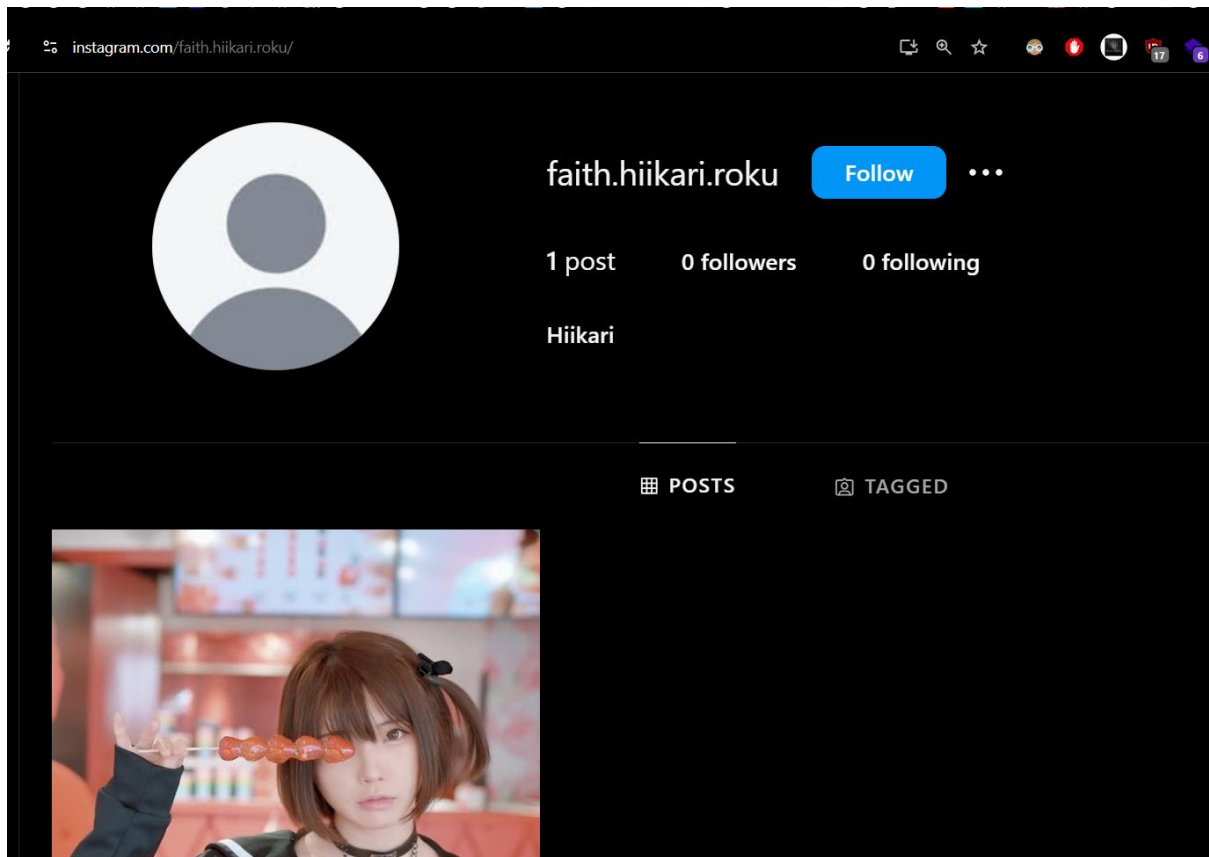 instagram.com/faith.hiikari.roku/
17
6
faith.hiikari.roku Follow
1 post 0 followers 0 following
Hiikari
POSTS TAGGED